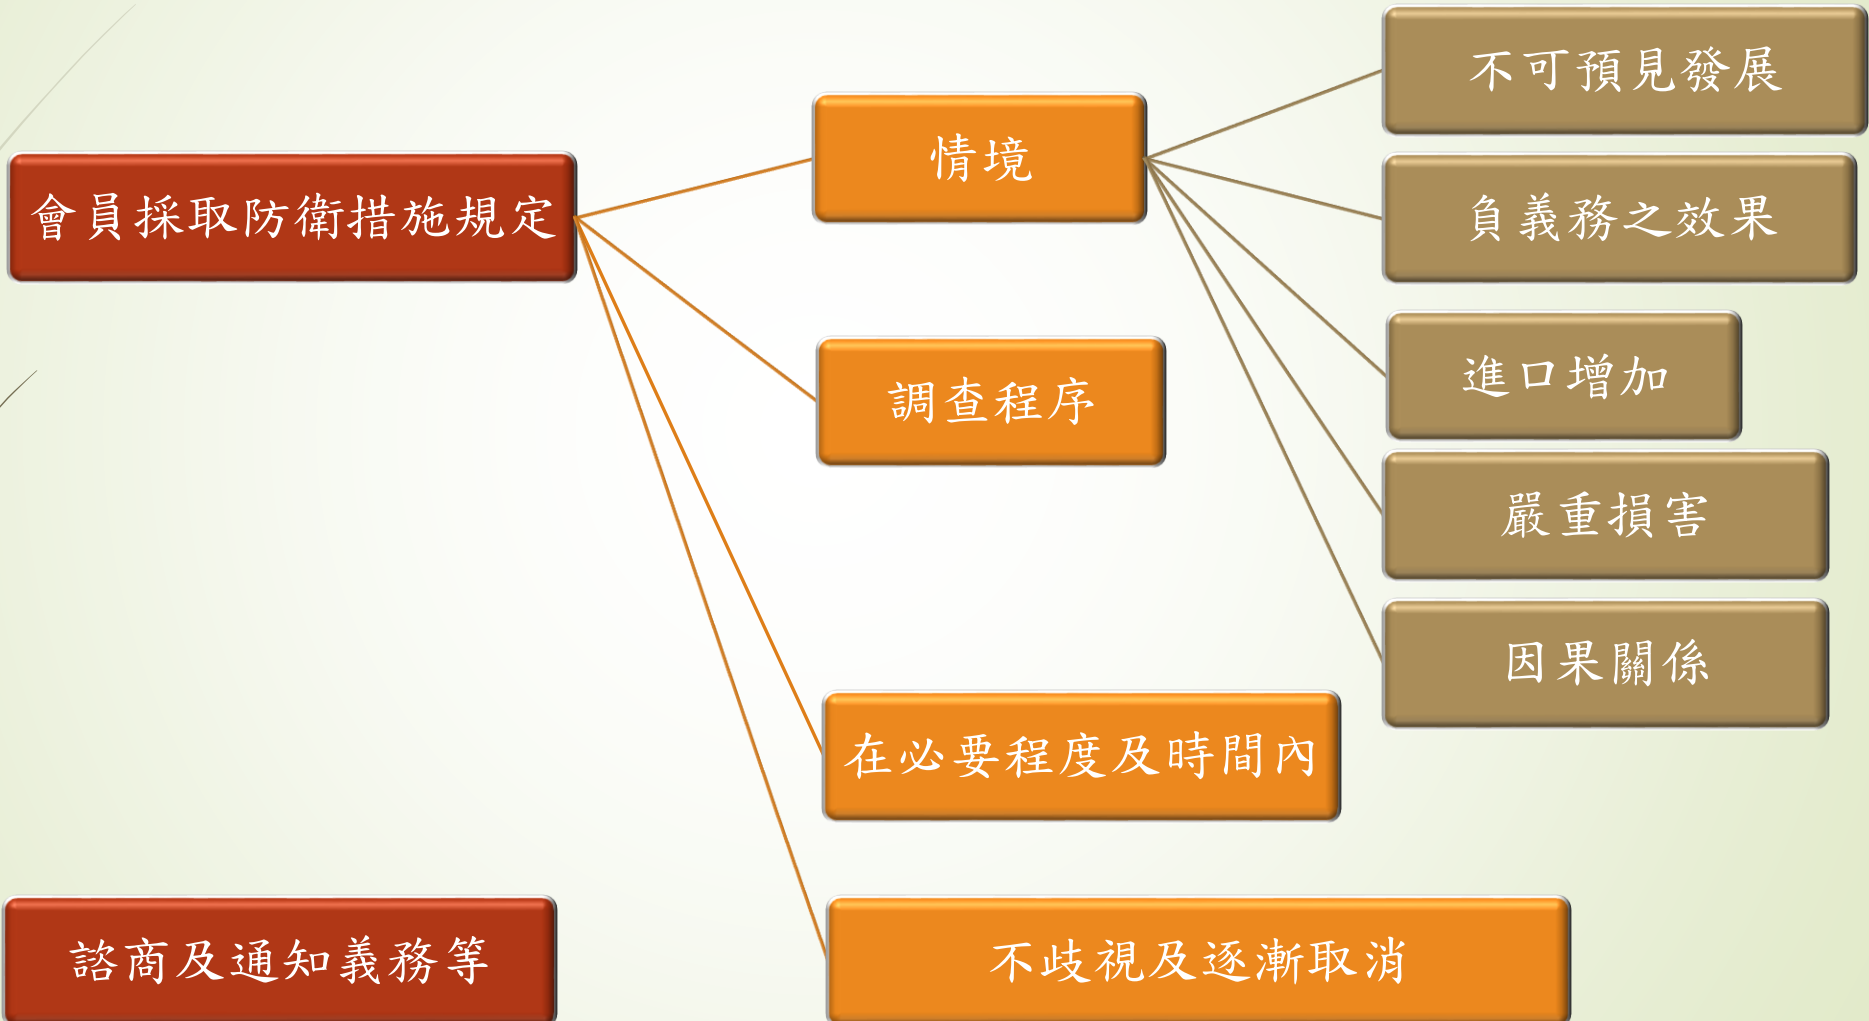 會員採取防衛措施規定
情境
不可預見發展
負義務之效果
進口增加
嚴重損害
因果關係
調查程序
在必要程度及時間內
不歧視及逐漸取消
諮商及通知義務等